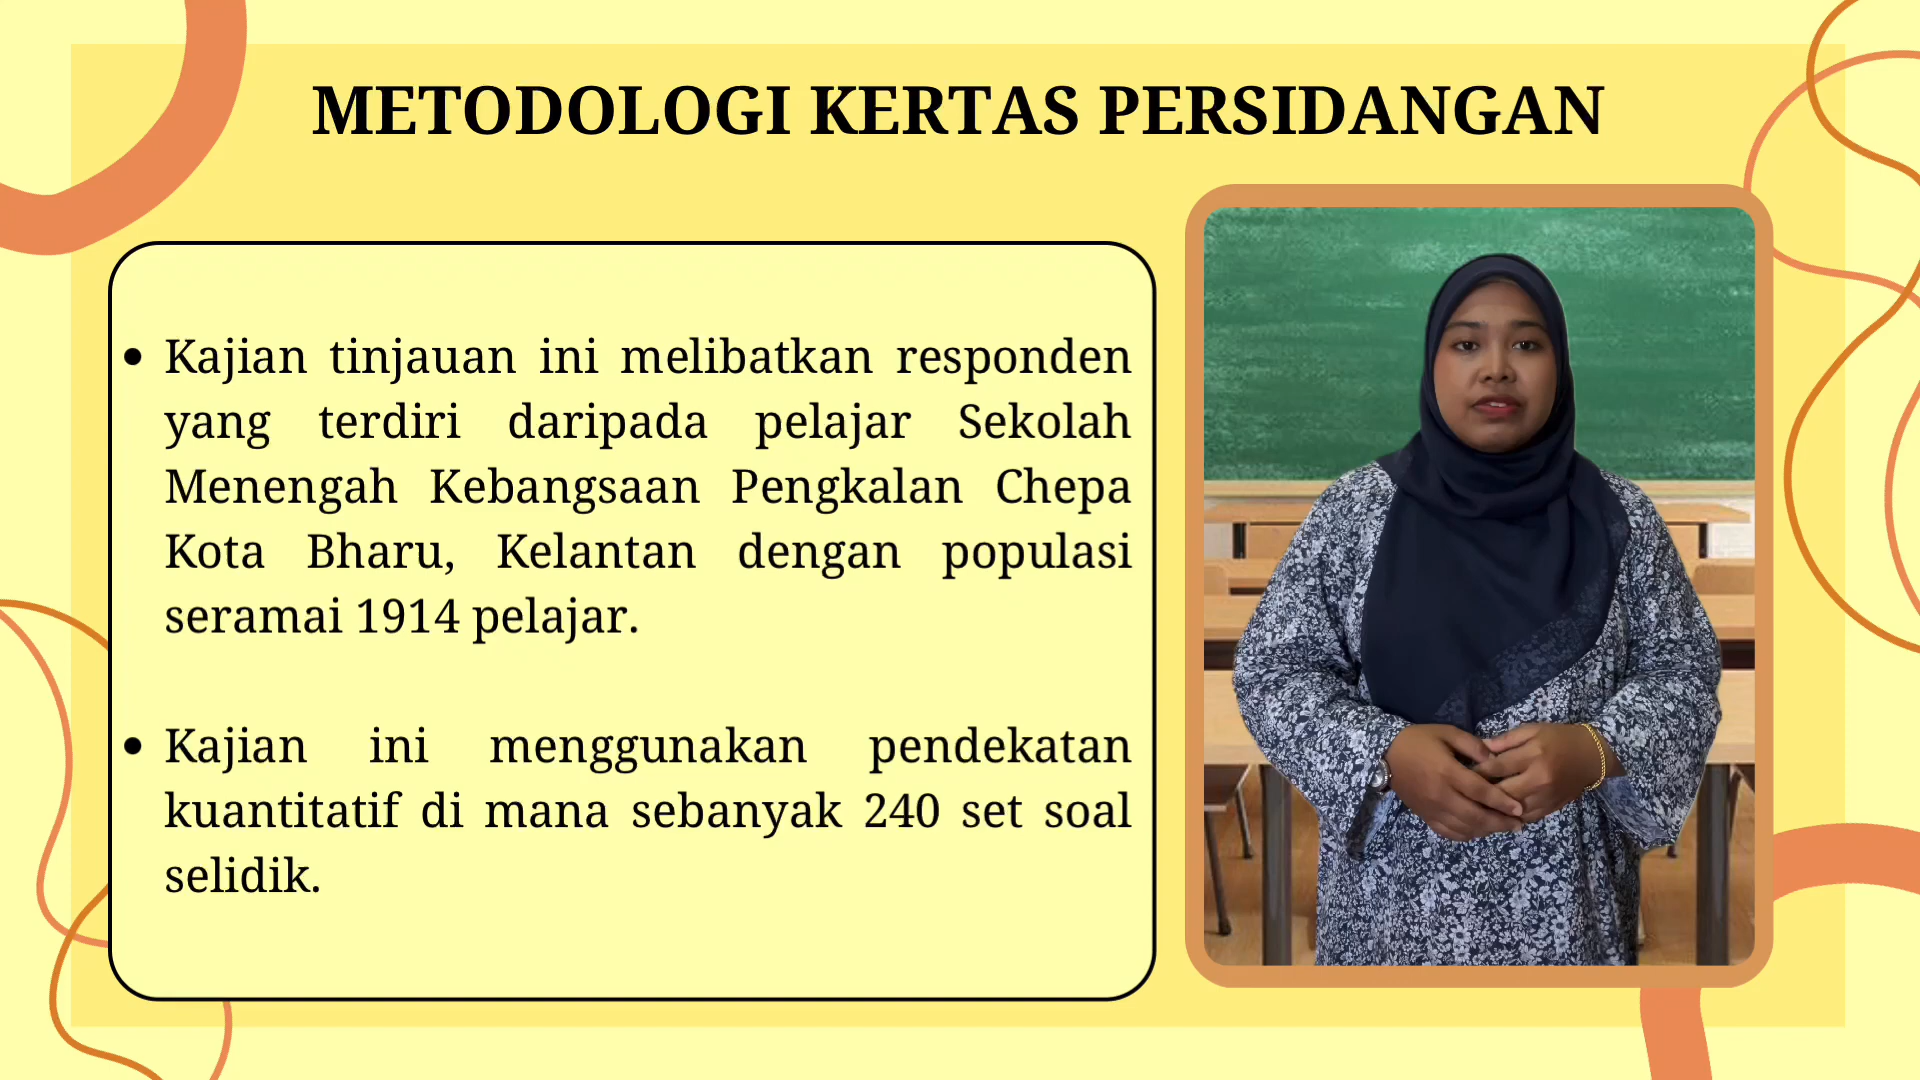 METODOLOGI KERTAS PERSIDANGAN
• Kajian tinjauan ini melibatkan responden
yang terdiri daripada pelajar Sekolah
Menengah Kebangsaan Pengkalan Chepa
Kota Bharu, Kelantan dengan populasi
seramai 1914 pelajar.
• Kajian ini menggunakan pendekatan
kuantitatif di mana sebanyak 240 set soal
selidik.